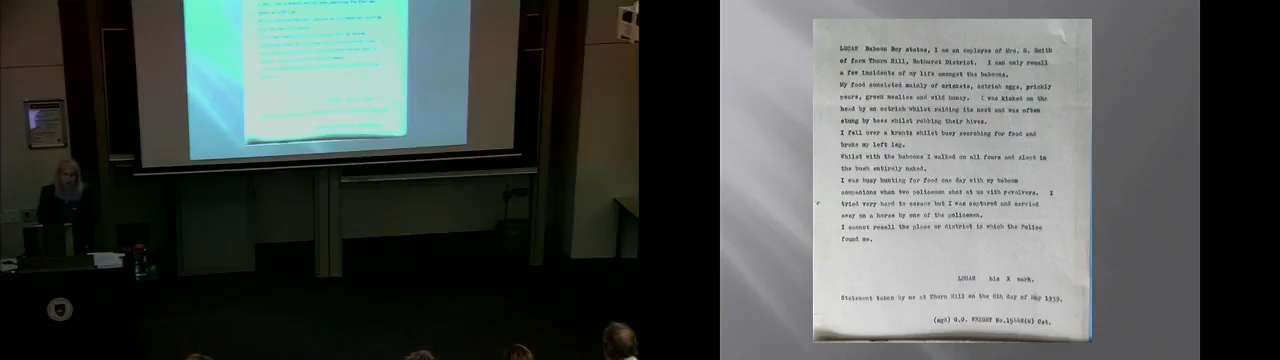 LUCAS Baboon Boy states, I am an employee of Mrs. G. Smith
of farm Thorn Hill, Bathurst District. I can only recall
a few incidents of my life amongst the baboons.
My food consisted mainly of crickets, ostrich eggs, prickly
pears, green mealies and wild honey. I was kicked on the
head by an ostrich whilst raiding its nest and was often
stung by bees whilst robbing their hives.
I fell over a krantz whilst busy searching for food and
broke my left leg.
Whilst with the baboons I walked on all fours and slept in
the bush entirely naked.
I was busy hunting for food one day with my baboon
companions when two policemen shot at us with revolvers. I
tried very hard to escape but I was captured and carried
away on a horse by one of the policemen.
I cannot recall the place or district in which the Police
found me.
LUCAS his X mark.
Statement taken by me at Thorn Hill on the 6th day of May 1939.
(sgd) G.O. WRIGHT Cst.